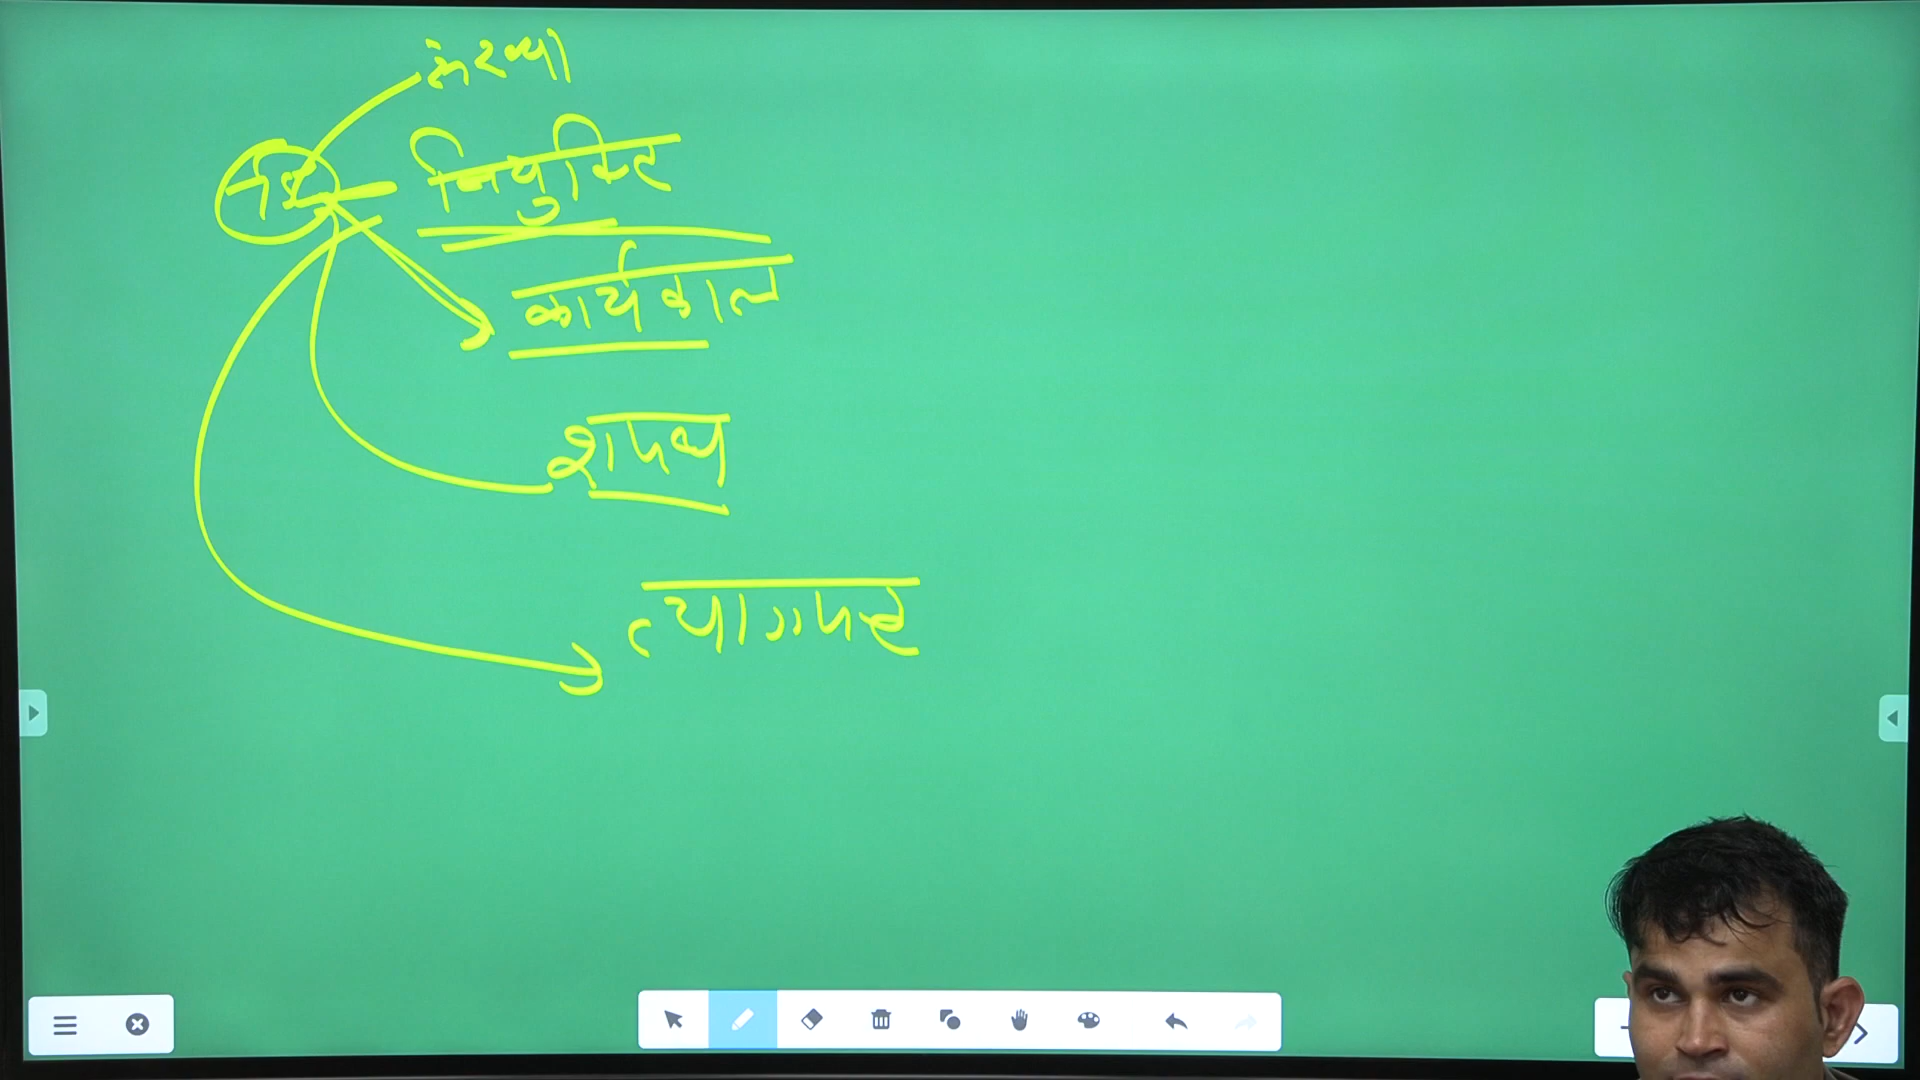 संख्या
नियुक्ति
कार्यकाल
शपथ
त्यागपत्र